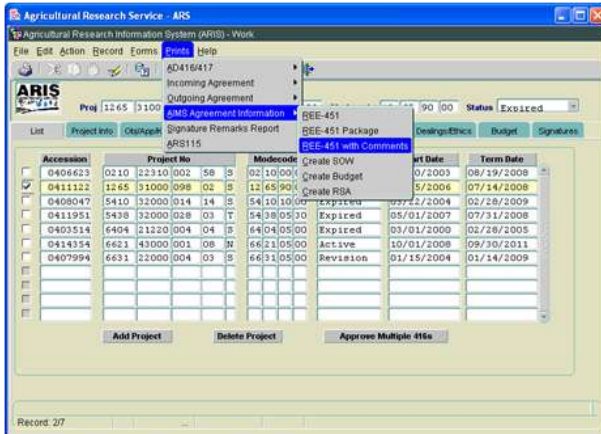 Agricultural Research Service - ARS
Agricultural Research Information System (ARIS) - Work
File Edit Action Record Forms Prints Help
AD416/417
Incoming Agreement
Outgoing Agreement
AIMS Agreement Information
Signature Remarks Report
ARS115
REE-451
REE-451 Package
REE-451 with Comments
Create SOW
Create Budget
Create RSA
ARIS
Proj 1265 3100 90 00 Status Expired
List Project Info Dealings/Ethics Budget Signatures
Accession Project No Modecode Start Date Term Date
0406623 0210 22310 002 58 S 02 10 00 08/19/2008
0411122 1265 31000 098 02 S 12 65 90 07/14/2008
0408047 5410 32000 014 14 S 54 10 10 00 Expired 03/22/2004 02/28/2009
0411951 5438 32000 028 03 T 54 38 05 30 Expired 05/01/2007 07/31/2008
0403514 6404 21220 004 04 S 64 04 05 00 Expired 03/01/2000 02/28/2005
0414354 6621 43000 001 08 N 66 21 05 00 Active 10/01/2008 09/30/2011
0407994 6631 22000 004 03 S 66 31 05 00 Revision 01/15/2004 01/14/2009
Add Project Delete Project Approve Multiple 416s
Record: 2/7